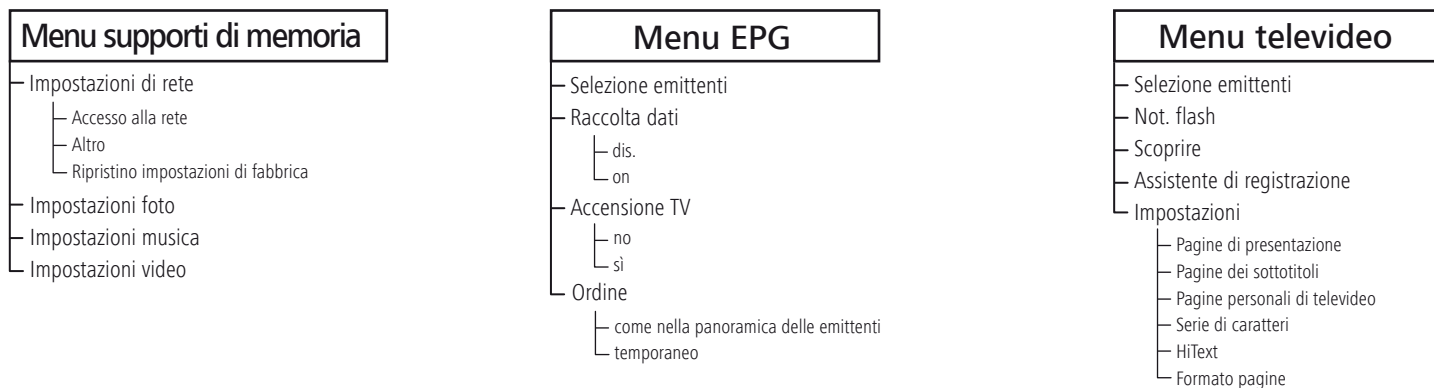 Menu supporti di memoria
Impostazioni di rete
Accesso alla rete
Altro
Ripristino impostazioni di fabbrica
Impostazioni foto
Impostazioni musica
Impostazioni video
Menu EPG
Selezione emittenti
Raccolta dati
dis.
on
Accensione TV
no
sì
Ordine
come nella panoramica delle emittenti
temporaneo
Menu televideo
Selezione emittenti
Not. flash
Scoprire
Assistente di registrazione
Impostazioni
Pagine di presentazione
Pagine dei sottotitoli
Pagine personali di televideo
Serie di caratteri
HiText
Formato pagine